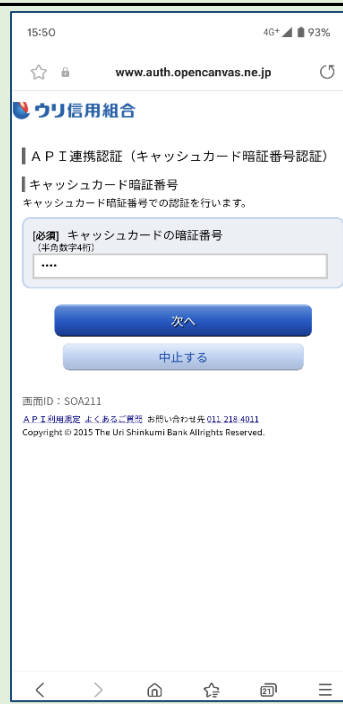 15:50 4G+ 93%
www.auth.opencanvas.ne.jp
ウリ信用組合
ＡＰＩ連携認証（キャッシュカード暗証番号認証）
キャッシュカード暗証番号
キャッシュカード暗証番号での認証を行います。
[必須] キャッシュカードの暗証番号
（半角数字4桁）
····
次へ
中止する
画面ID：SOA211
ＡＰＩ利用規定 よくあるご質問 お問い合わせ先 011-218-4011
Copyright © 2015 The Uri Shinkumi Bank Allrights Reserved.
21